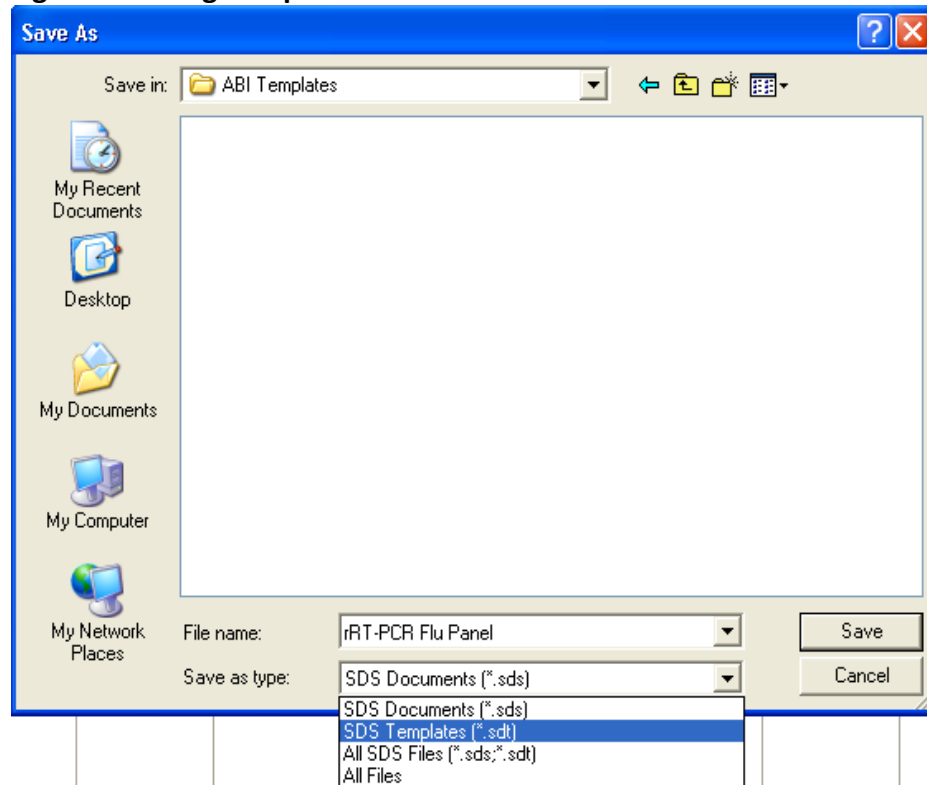 Save As
Save in: ABI Templates
My Recent
Documents
Desktop
My Documents
My Computer
My Network
Places
File name: rRT-PCR Flu Panel Save
Save as type: SDS Documents (*.sds) Cancel
SDS Documents (*.sds)
SDS Templates (*.sdt)
All SDS Files (*.sds;*.sdt)
All Files